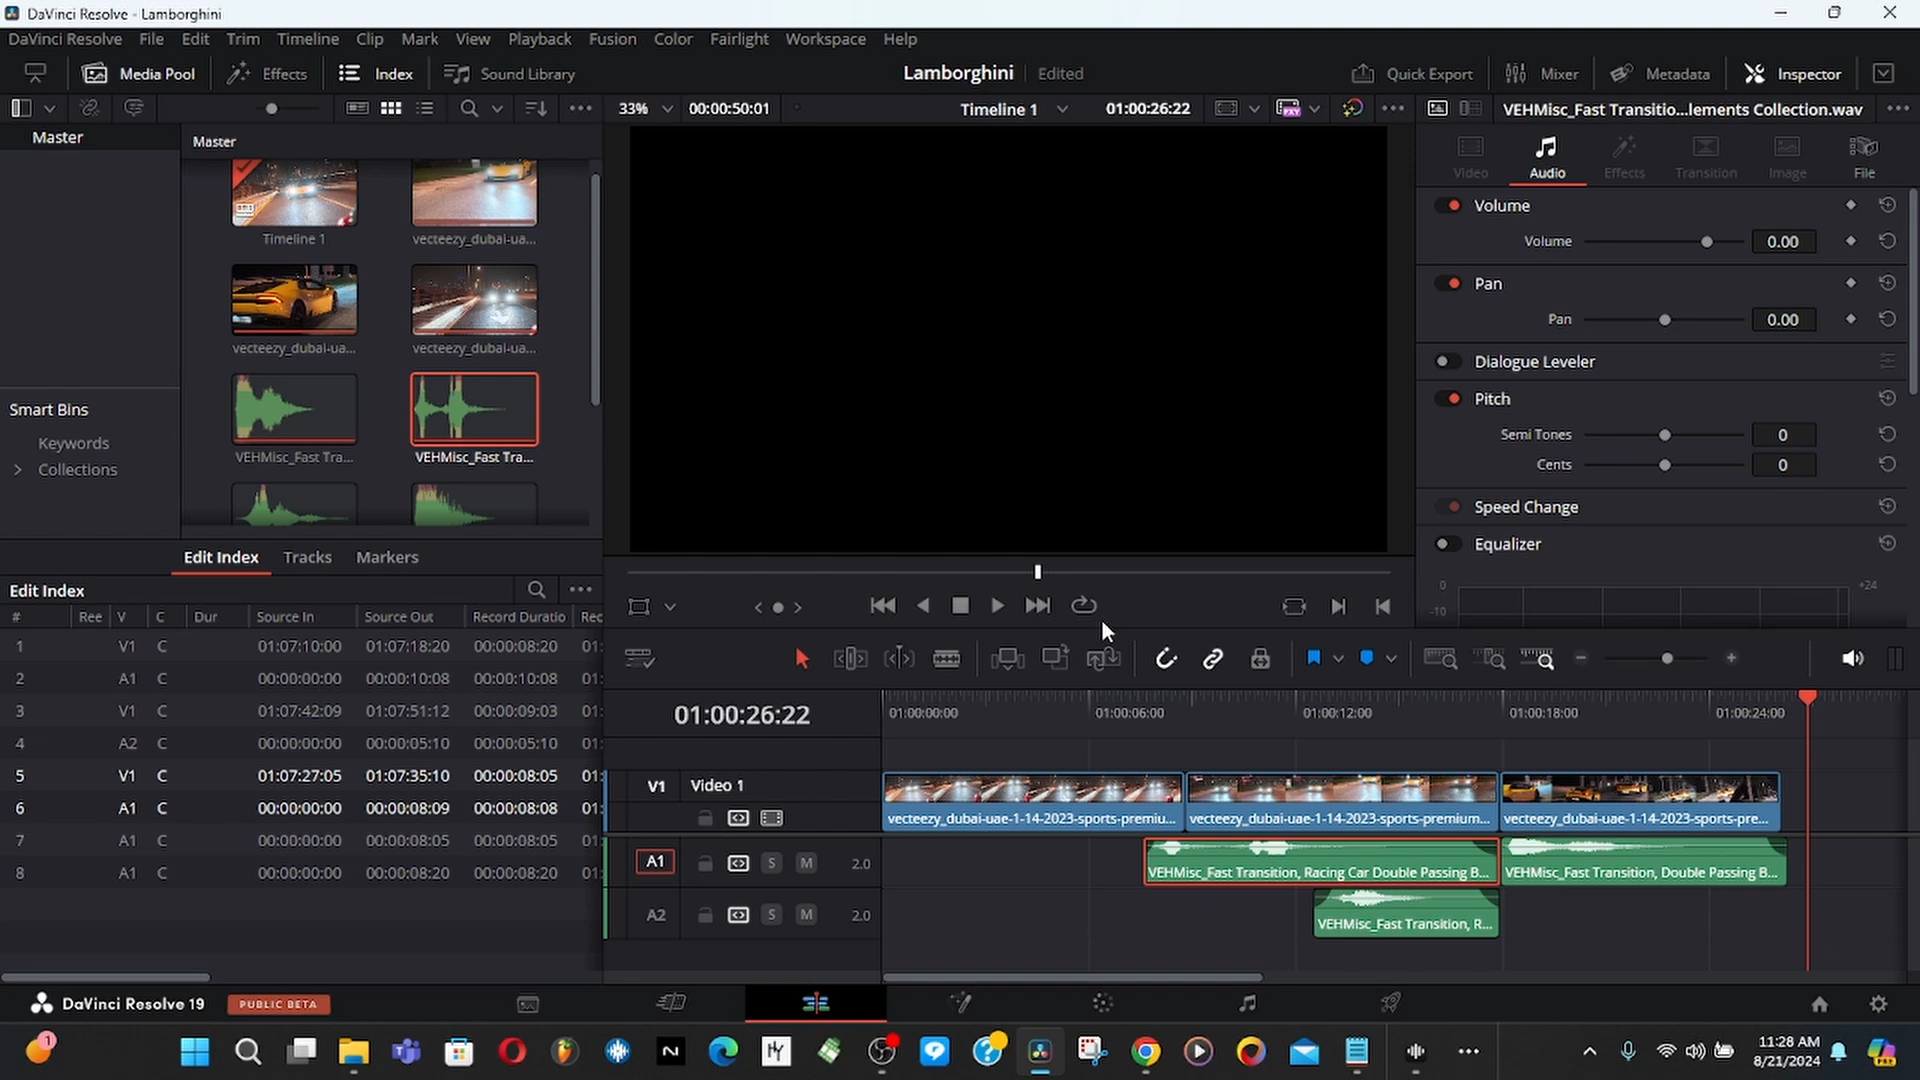 DaVinci Resolve - Lamborghini
DaVinci Resolve File Edit Trim Timeline Clip Mark View Playback Fusion Color Fairlight Workspace Help
Media Pool Effects Index Sound Library Lamborghini Edited Quick Export Mixer Metadata Inspector
33% 00:00:50:01 Timeline 1 01:00:26:22 VEHMisc_Fast Transitio...lements Collection.wav
Master
Master
Video Audio Effects Transition Image File
Timeline 1 vecteezy_dubai-ua...
vecteezy_dubai-ua... vecteezy_dubai-ua...
VEHMisc_Fast Tra... VEHMisc_Fast Tra...
Smart Bins
Keywords
Collections
Volume
Volume 0.00
Pan
Pan 0.00
Dialogue Leveler
Pitch
Semi Tones 0
Cents 0
Speed Change
Equalizer
0 +24
-10
Edit Index Tracks Markers
Edit Index
# Ree V C Dur Source In Source Out Record Duratio Rec
1 V1 C 01:07:10:00 01:07:18:20 00:00:08:20 01:
2 A1 C 00:00:00:00 00:00:10:08 00:00:10:08 01:
3 V1 C 01:07:42:09 01:07:51:12 00:00:09:03 01:
4 A2 C 00:00:00:00 00:00:05:10 00:00:05:10 01:
5 V1 C 01:07:27:05 01:07:35:10 00:00:08:05 01:
6 A1 C 00:00:00:00 00:00:08:09 00:00:08:08 01:
7 A1 C 00:00:00:00 00:00:08:05 00:00:08:05 01:
8 A1 C 00:00:00:00 00:00:08:20 00:00:08:20 01:
01:00:26:22 01:00:00:00 01:00:06:00 01:00:12:00 01:00:18:00 01:00:24:00
V1 Video 1
vecteezy_dubai-uae-1-14-2023-sports-premiu... vecteezy_dubai-uae-1-14-2023-sports-premium... vecteezy_dubai-uae-1-14-2023-sports-pre...
A1 S M 2.0
VEHMisc_Fast Transition, Racing Car Double Passing B... VEHMisc_Fast Transition, Double Passing B...
A2 S M 2.0
VEHMisc_Fast Transition, R...
DaVinci Resolve 19 PUBLIC BETA
1
11:28 AM
8/21/2024